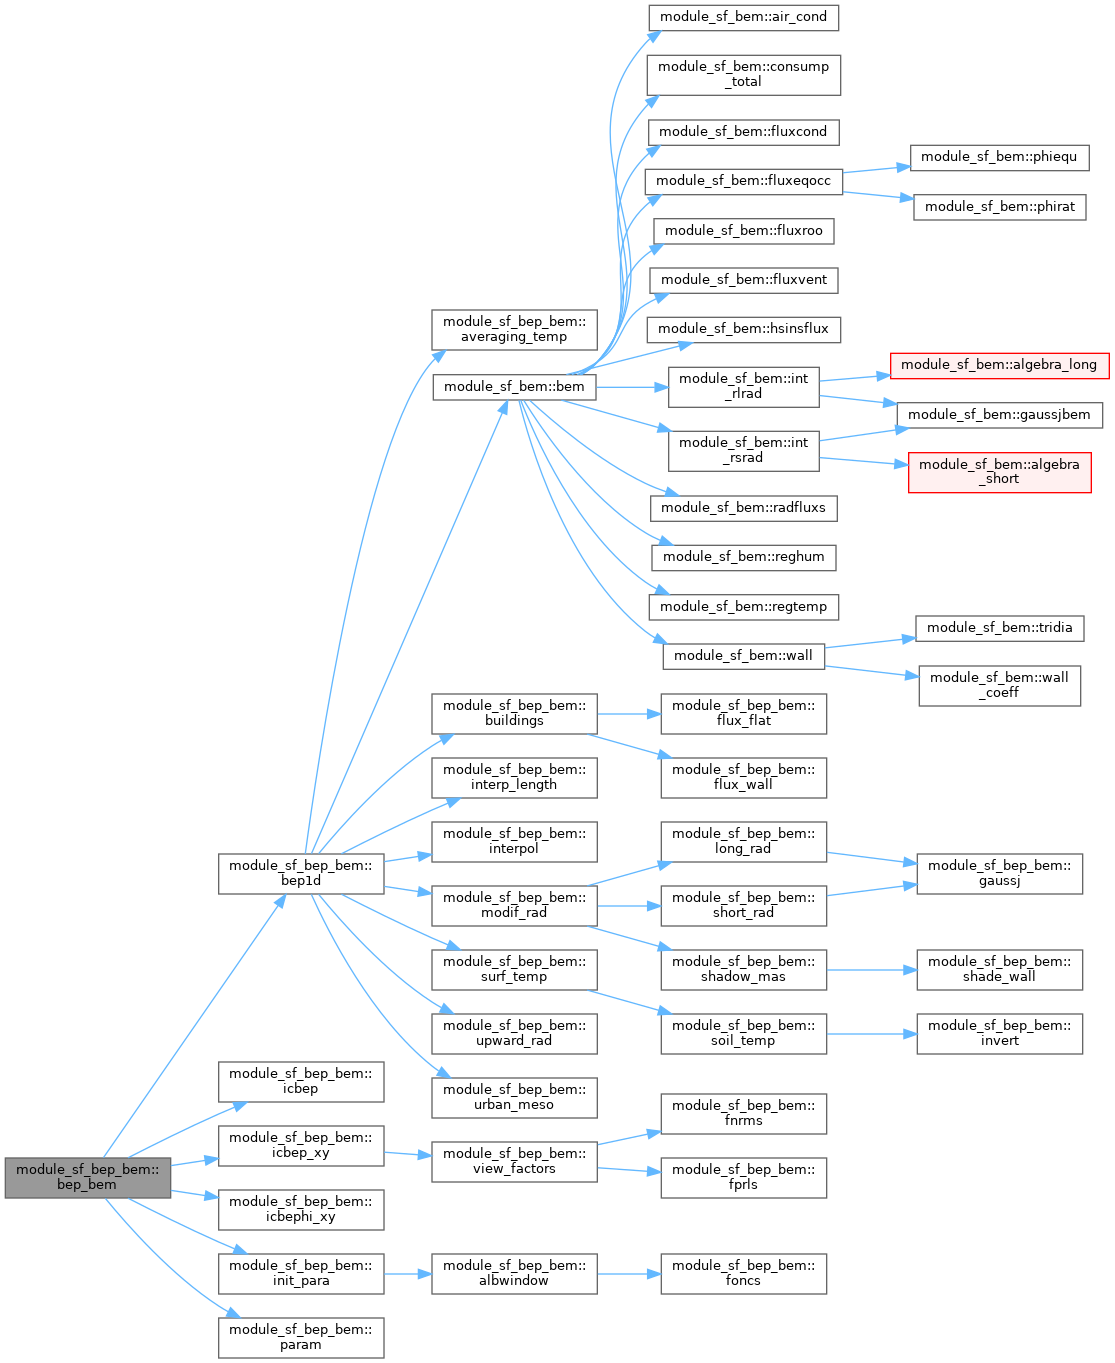 module_sf_bem::air_cond
module_sf_bem::consump
_total
module_sf_bem::fluxcond
module_sf_bem::phiequ
module_sf_bem::fluxeqocc
module_sf_bem::phirat
module_sf_bem::fluxroo
module_sf_bem::fluxvent
module_sf_bep_bem::
averaging_temp
module_sf_bem::hsinsflux
module_sf_bem::bem
module_sf_bem::int
_rlrad
module_sf_bem::algebra_long
module_sf_bem::gaussjbem
module_sf_bem::int
_rsrad
module_sf_bem::algebra
_short
module_sf_bem::radfluxs
module_sf_bem::reghum
module_sf_bem::regtemp
module_sf_bem::tridia
module_sf_bem::wall
module_sf_bem::wall
_coeff
module_sf_bep_bem::
buildings
module_sf_bep_bem::
flux_flat
module_sf_bep_bem::
interp_length
module_sf_bep_bem::
flux_wall
module_sf_bep_bem::
interpol
module_sf_bep_bem::
long_rad
module_sf_bep_bem::
bep1d
module_sf_bep_bem::
gaussj
module_sf_bep_bem::
modif_rad
module_sf_bep_bem::
short_rad
module_sf_bep_bem::
surf_temp
module_sf_bep_bem::
shadow_mas
module_sf_bep_bem::
shade_wall
module_sf_bep_bem::
upward_rad
module_sf_bep_bem::
soil_temp
module_sf_bep_bem::
invert
module_sf_bep_bem::
icbep
module_sf_bep_bem::
urban_meso
module_sf_bep_bem::
fnrms
module_sf_bep_bem::
icbep_xy
module_sf_bep_bem::
view_factors
module_sf_bep_bem::
fprls
module_sf_bep_bem::
bep_bem
module_sf_bep_bem::
icbephi_xy
module_sf_bep_bem::
init_para
module_sf_bep_bem::
albwindow
module_sf_bep_bem::
foncs
module_sf_bep_bem::
param